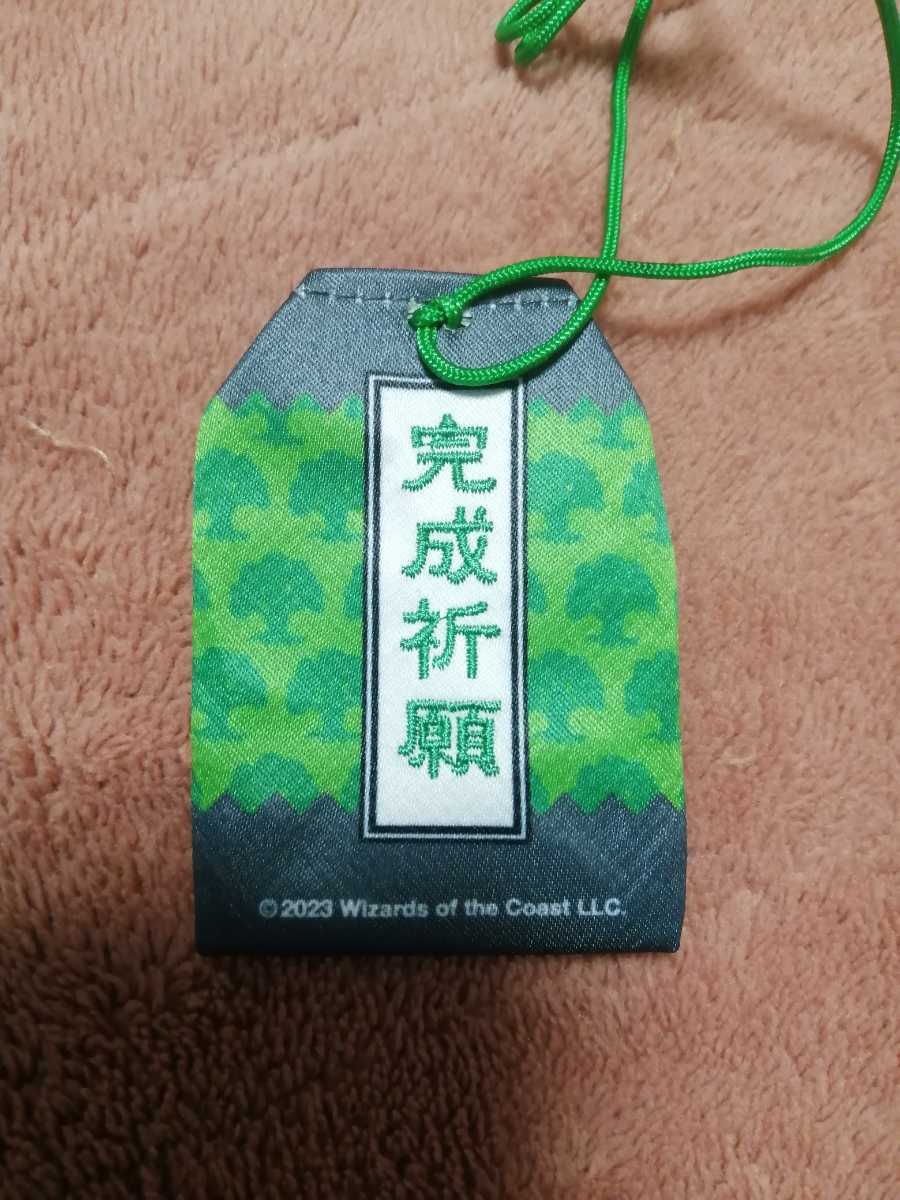 完成祈願
© 2023 Wizards of the Coast LLC.